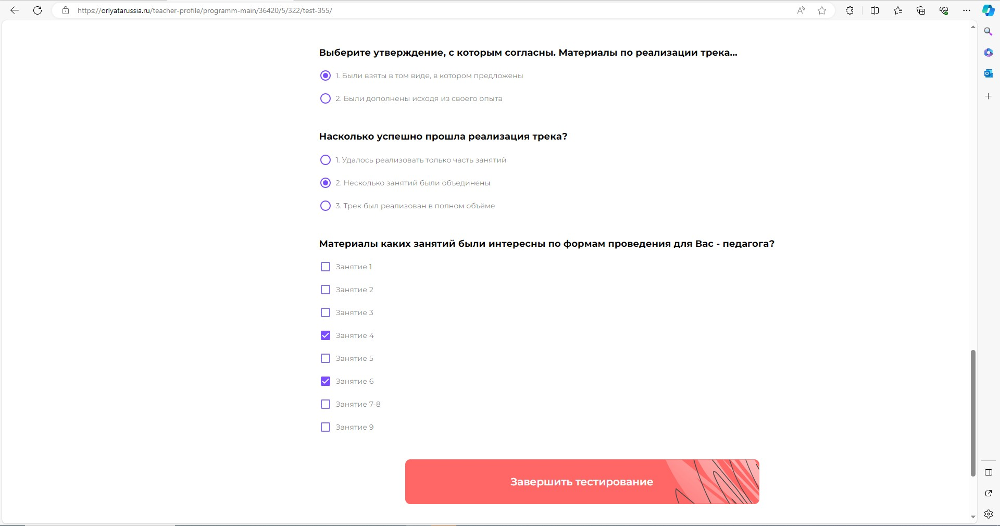 https://orlyatarussia.ru/teacher-profile/programm-main/36420/5/322/test-355/
Выберите утверждение, с которым согласны. Материалы по реализации трека...
1. Были взяты в том виде, в котором предложены
2. Были дополнены исходя из своего опыта
Насколько успешно прошла реализация трека?
1. Удалось реализовать только часть занятий
2. Несколько занятий были объединены
3. Трек был реализован в полном объёме
Материалы каких занятий были интересны по формам проведения для Вас - педагога?
Занятие 1
Занятие 2
Занятие 3
Занятие 4
Занятие 5
Занятие 6
Занятие 7-8
Занятие 9
Завершить тестирование